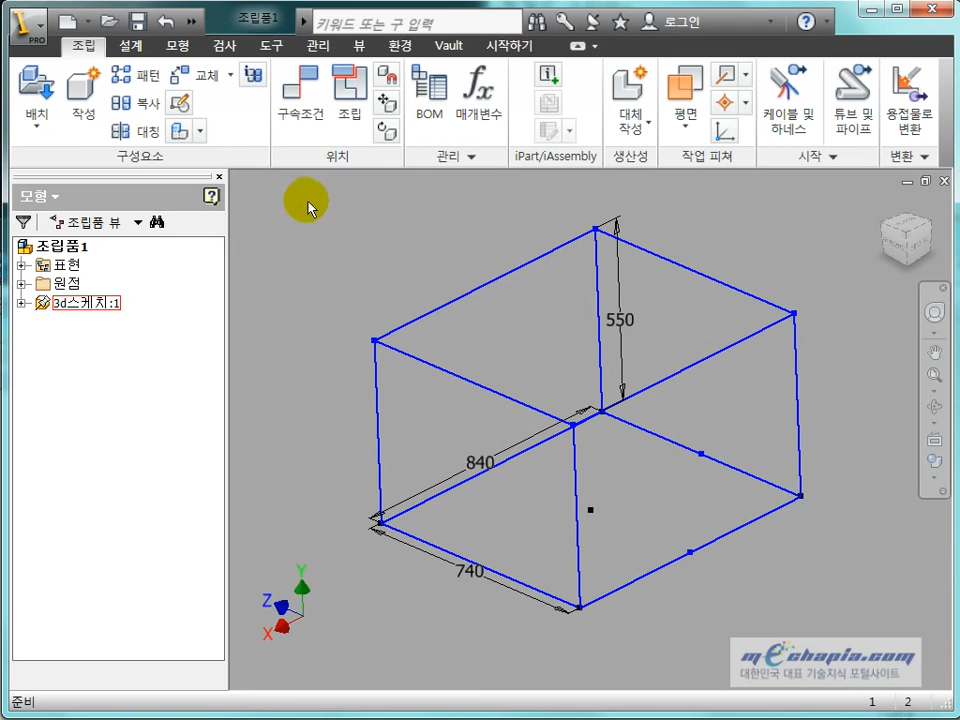 조립품1
키워드 또는 구 입력
로그인
PRO
조립 설계 모형 검사 도구 관리 뷰 환경 Vault 시작하기
배치
작성
패턴
복사
대칭
교체
구속조건
조립
BOM
매개변수
대체
작성
평면
케이블 및
하네스
튜브 및
파이프
용접물로
변환
구성요소 위치 관리 iPart/iAssembly 생산성 작업 피쳐 시작 변환
모형
조립품 뷰
조립품1
표현
원점
3d스케치:1
550
840
740
Y
Z
X
mechapia.com
대한민국 대표 기술지식 포털사이트
준비
1 2